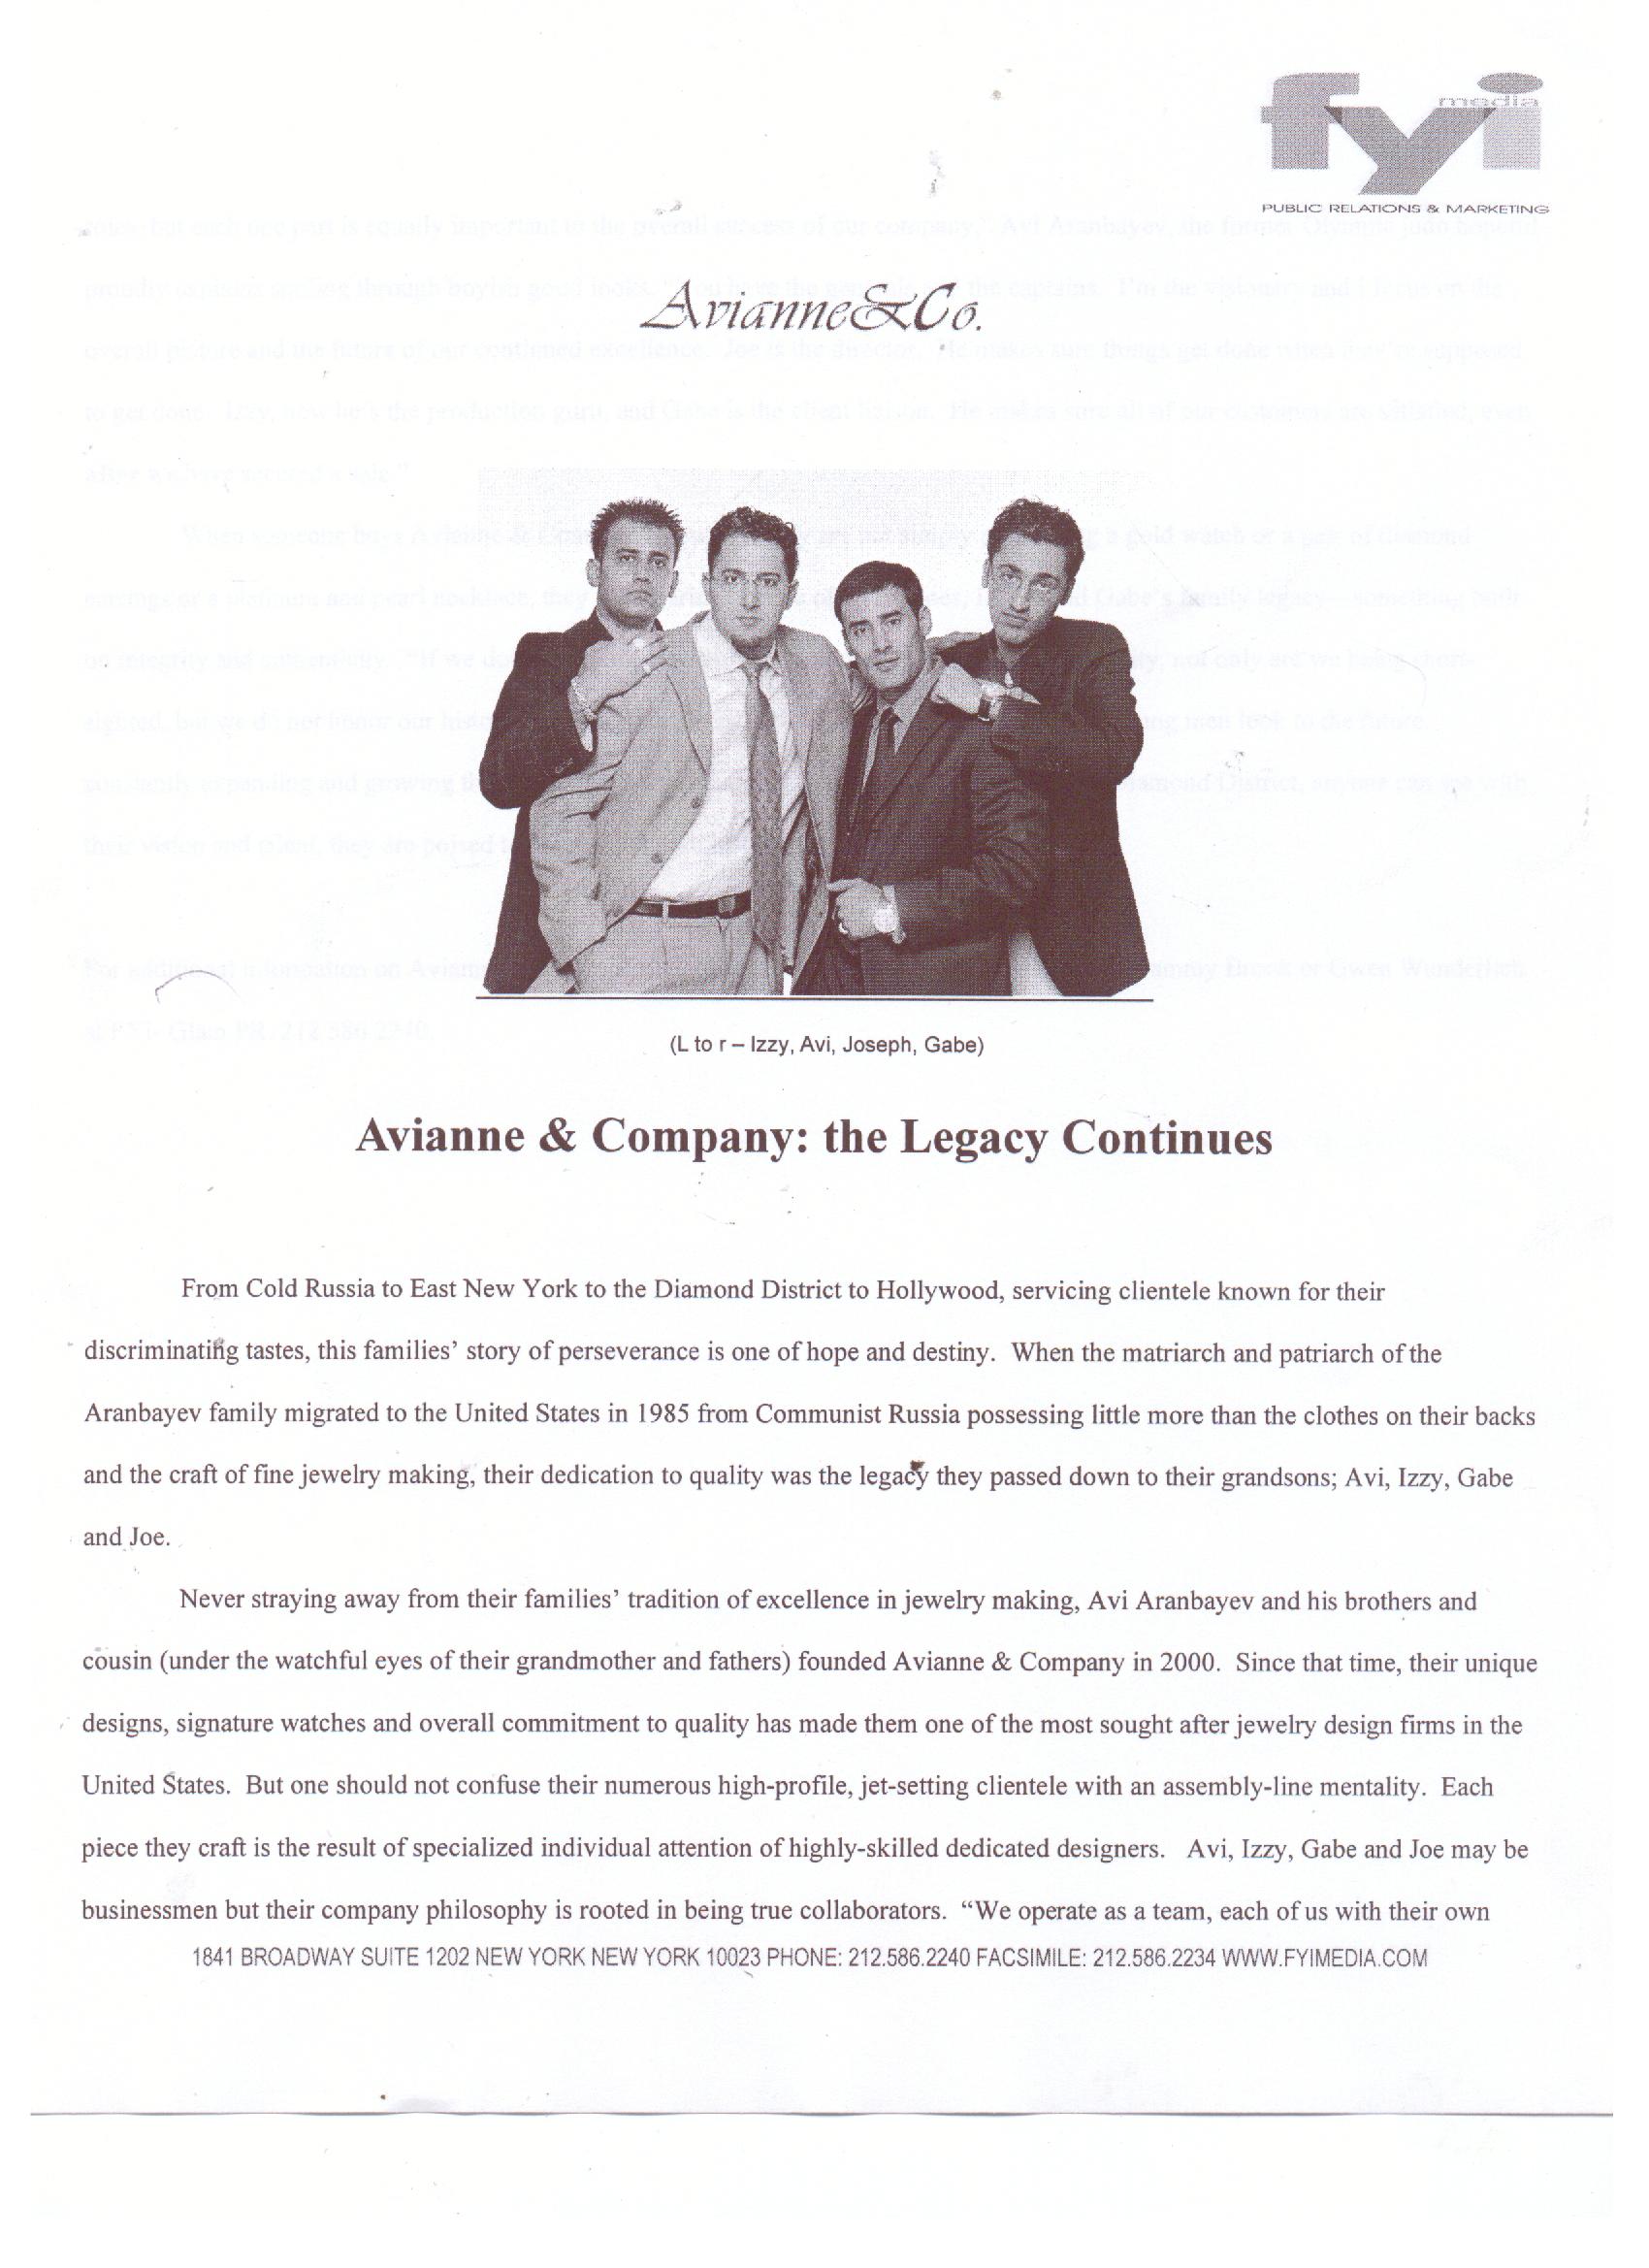 fyi
media
PUBLIC RELATIONS & MARKETING
Avianne&Co.
(L to r – Izzy, Avi, Joseph, Gabe)
Avianne & Company: the Legacy Continues
From Cold Russia to East New York to the Diamond District to Hollywood, servicing clientele known for their
discriminating tastes, this families’ story of perseverance is one of hope and destiny.  When the matriarch and patriarch of the
Aranbayev family migrated to the United States in 1985 from Communist Russia possessing little more than the clothes on their backs
and the craft of fine jewelry making, their dedication to quality was the legacy they passed down to their grandsons; Avi, Izzy, Gabe
and Joe.
Never straying away from their families’ tradition of excellence in jewelry making, Avi Aranbayev and his brothers and
cousin (under the watchful eyes of their grandmother and fathers) founded Avianne & Company in 2000.  Since that time, their unique
designs, signature watches and overall commitment to quality has made them one of the most sought after jewelry design firms in the
United States.  But one should not confuse their numerous high-profile, jet-setting clientele with an assembly-line mentality.  Each
piece they craft is the result of specialized individual attention of highly-skilled dedicated designers.   Avi, Izzy, Gabe and Joe may be
businessmen but their company philosophy is rooted in being true collaborators.  “We operate as a team, each of us with their own
1841 BROADWAY SUITE 1202 NEW YORK NEW YORK 10023 PHONE: 212.586.2240 FACSIMILE: 212.586.2234 WWW.FYIMEDIA.COM